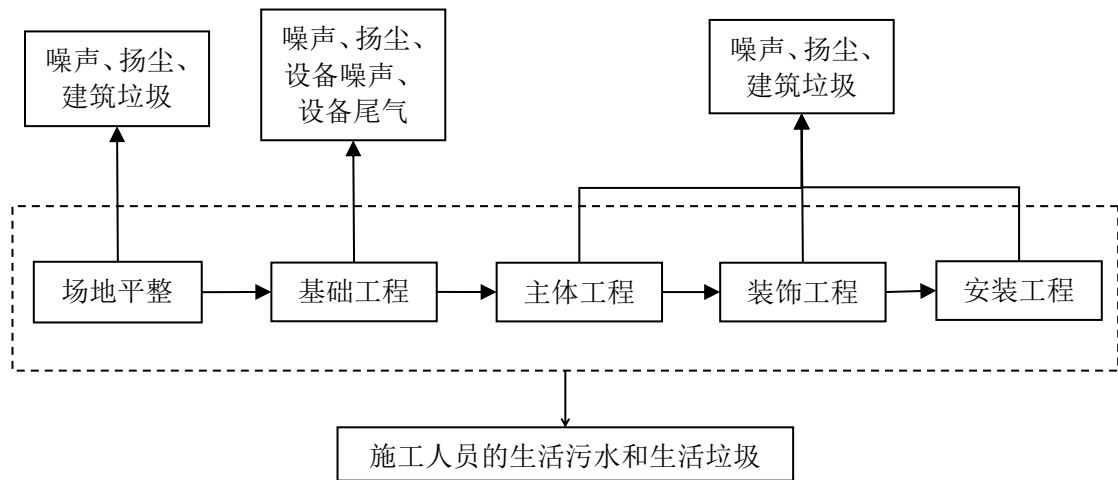 噪声、扬尘、
建筑垃圾
噪声、扬尘、
设备噪声、
设备尾气
噪声、扬尘、
建筑垃圾
场地平整
基础工程
主体工程
装饰工程
安装工程
施工人员的生活污水和生活垃圾